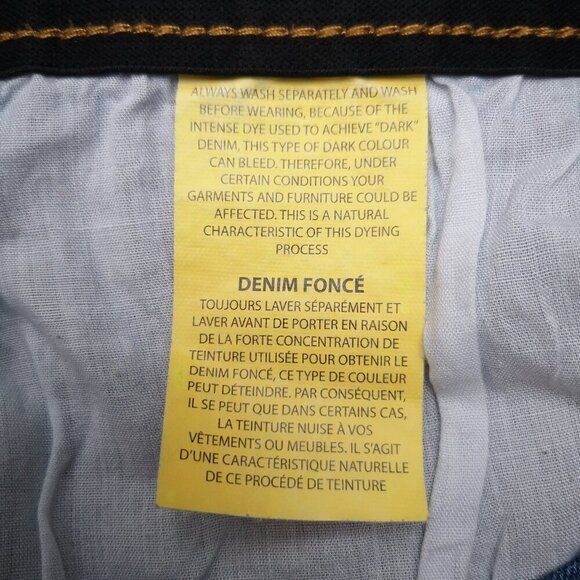 ALWAYS WASH SEPARATELY AND WASH
BEFORE WEARING, BECAUSE OF THE
INTENSE DYE USED TO ACHIEVE "DARK"
DENIM, THIS TYPE OF DARK COLOUR
CAN BLEED. THEREFORE, UNDER
CERTAIN CONDITIONS YOUR
GARMENTS AND FURNITURE COULD BE
AFFECTED. THIS IS A NATURAL
CHARACTERISTIC OF THIS DYEING
PROCESS
DENIM FONCÉ
TOUJOURS LAVER SÉPARÉMENT ET
LAVER AVANT DE PORTER EN RAISON
DE LA FORTE CONCENTRATION DE
TEINTURE UTILISÉE POUR OBTENIR LE
DENIM FONCÉ, CE TYPE DE COULEUR
PEUT DÉTEINDRE. PAR CONSÉQUENT,
IL SE PEUT QUE DANS CERTAINS CAS,
LA TEINTURE NUISE À VOS
VÊTEMENTS OU MEUBLES. IL S'AGIT
D'UNE CARACTÉRISTIQUE NATURELLE
DE CE PROCÉDÉ DE TEINTURE